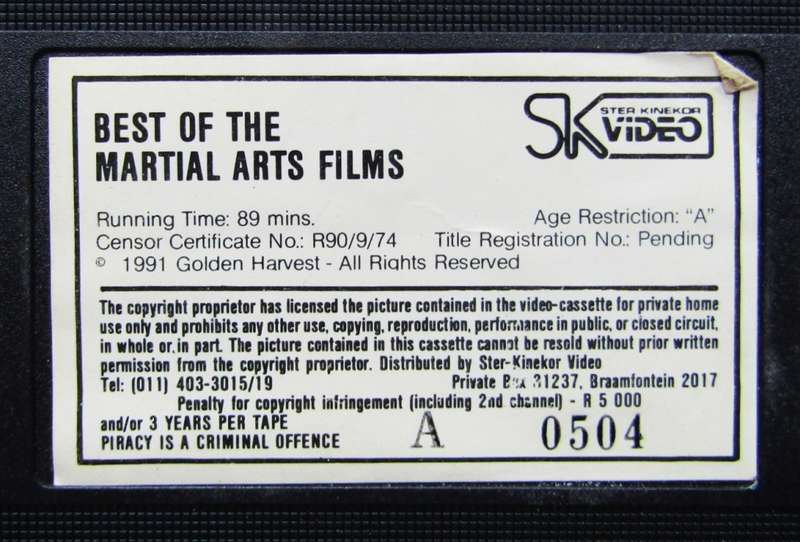 BEST OF THE
MARTIAL ARTS FILMS
SK STER KINEKOR
VIDEO
Running Time: 89 mins. Age Restriction: "A"
Censor Certificate No.: R90/9/74 Title Registration No.: Pending
© 1991 Golden Harvest - All Rights Reserved
The copyright proprietor has licensed the picture contained in the video-cassette for private home
use only and prohibits any other use, copying, reproduction, performance in public, or closed circuit,
in whole or.in part. The picture contained in this cassette cannot be resold without prior written
permission from the copyright proprietor. Distributed by Ster-Kinekor Video
Tel: (011) 403-3015/19 Private Box 31237, Braamfontein 2017
Penalty for copyright infringement (including 2nd channel) - R 5 000
and/or 3 YEARS PER TAPE
PIRACY IS A CRIMINAL OFFENCE A 0504